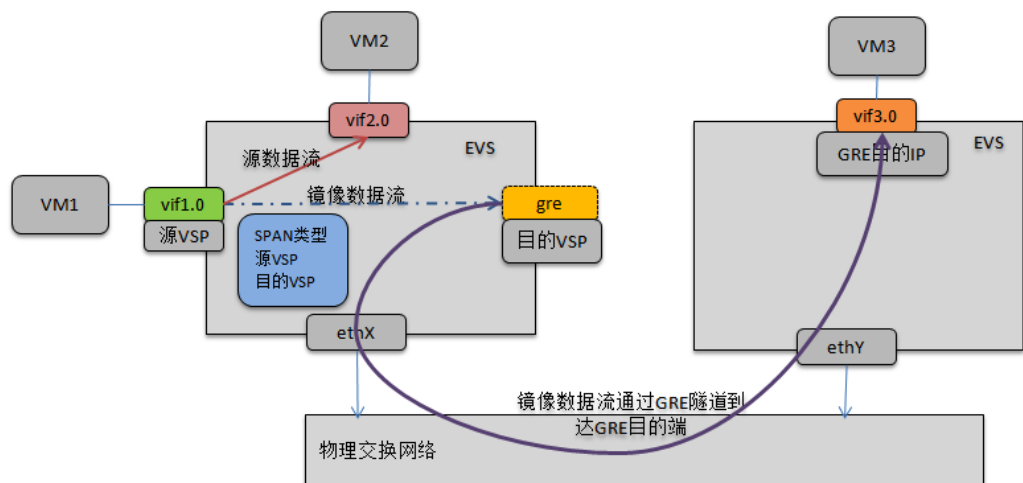 VM2
VM3
vif2.0
vif3.0
EVS
EVS
源数据流
GRE目的IP
VM1
vif1.0
镜像数据流
gre
源VSP
SPAN类型
源VSP
目的VSP
目的VSP
ethX
ethY
镜像数据流通过GRE隧道到
达GRE目的端
物理交换网络